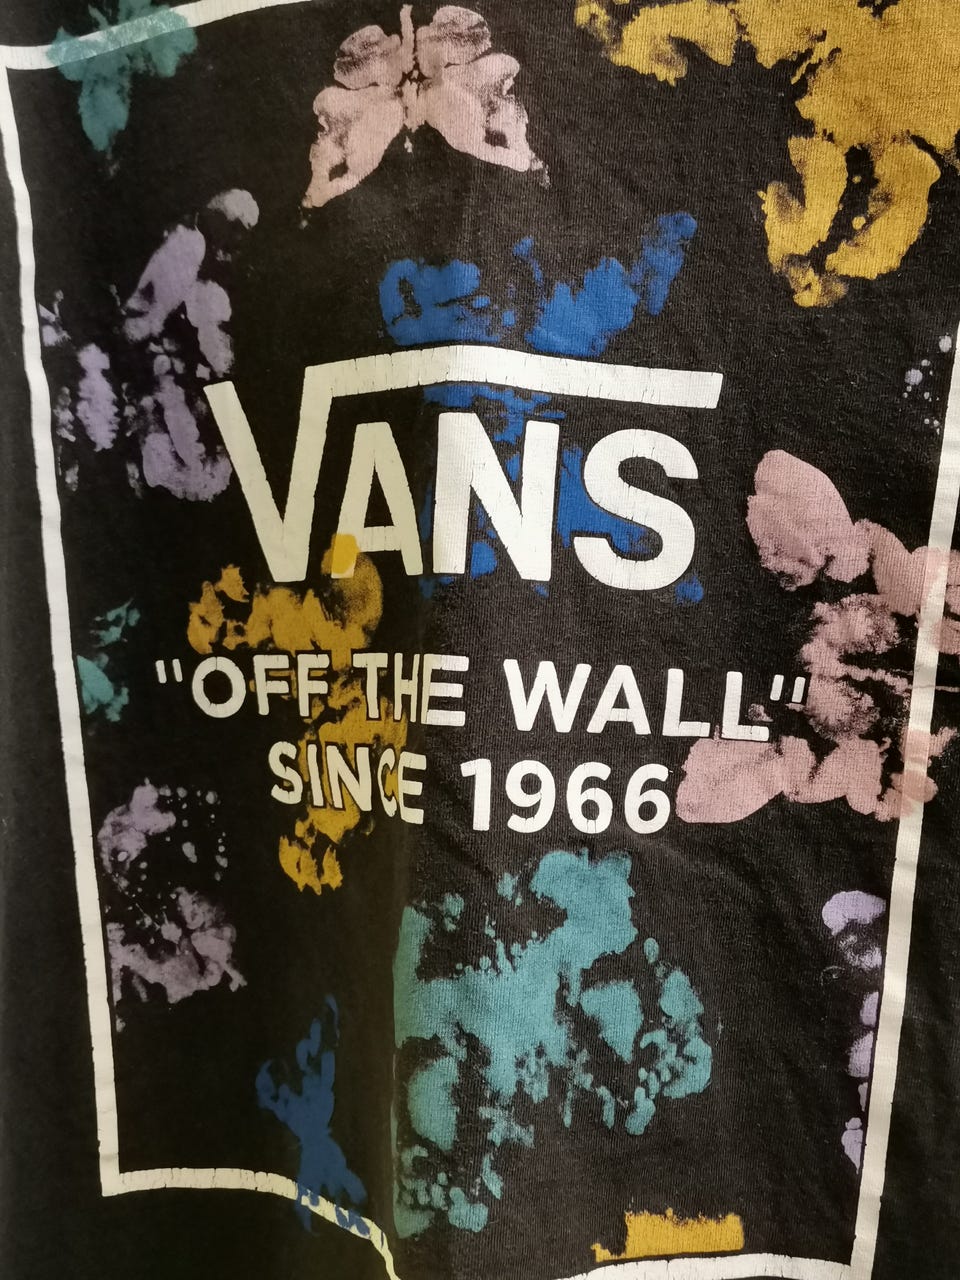 VANS
"OFF THE WALL"
SINCE 1966